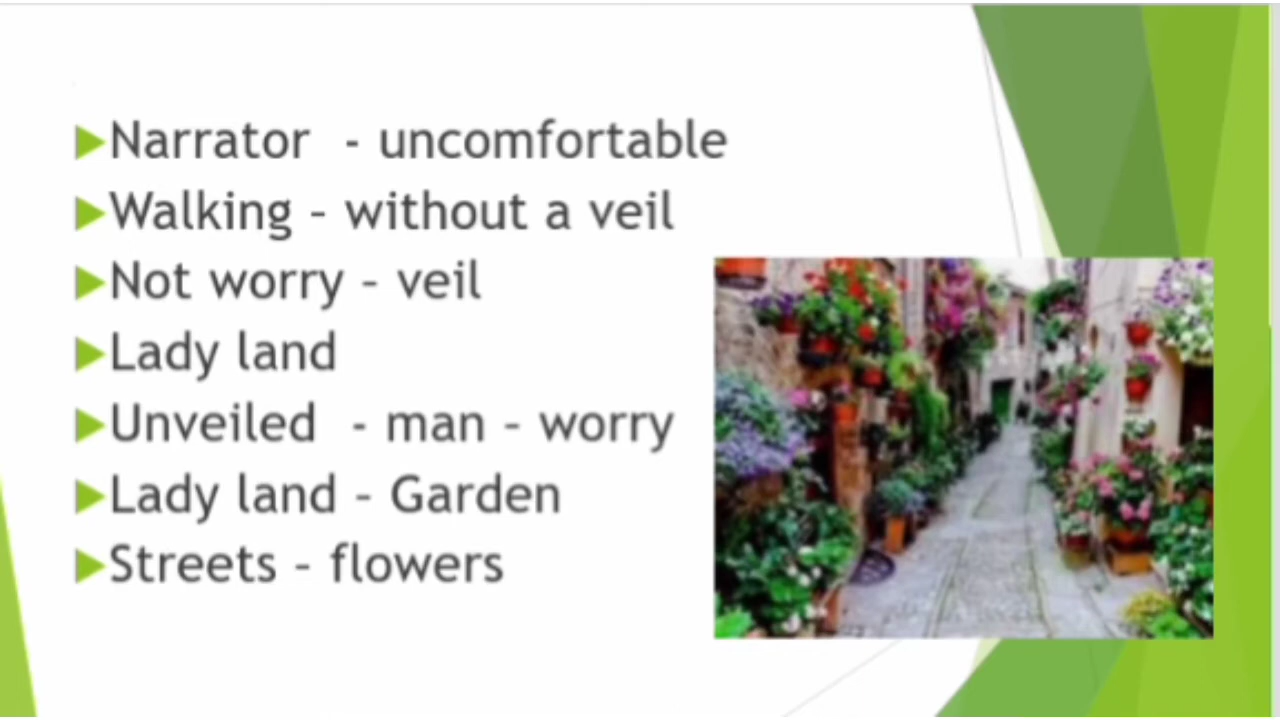 Narrator - uncomfortable
Walking – without a veil
Not worry – veil
Lady land
Unveiled - man – worry
Lady land – Garden
Streets – flowers